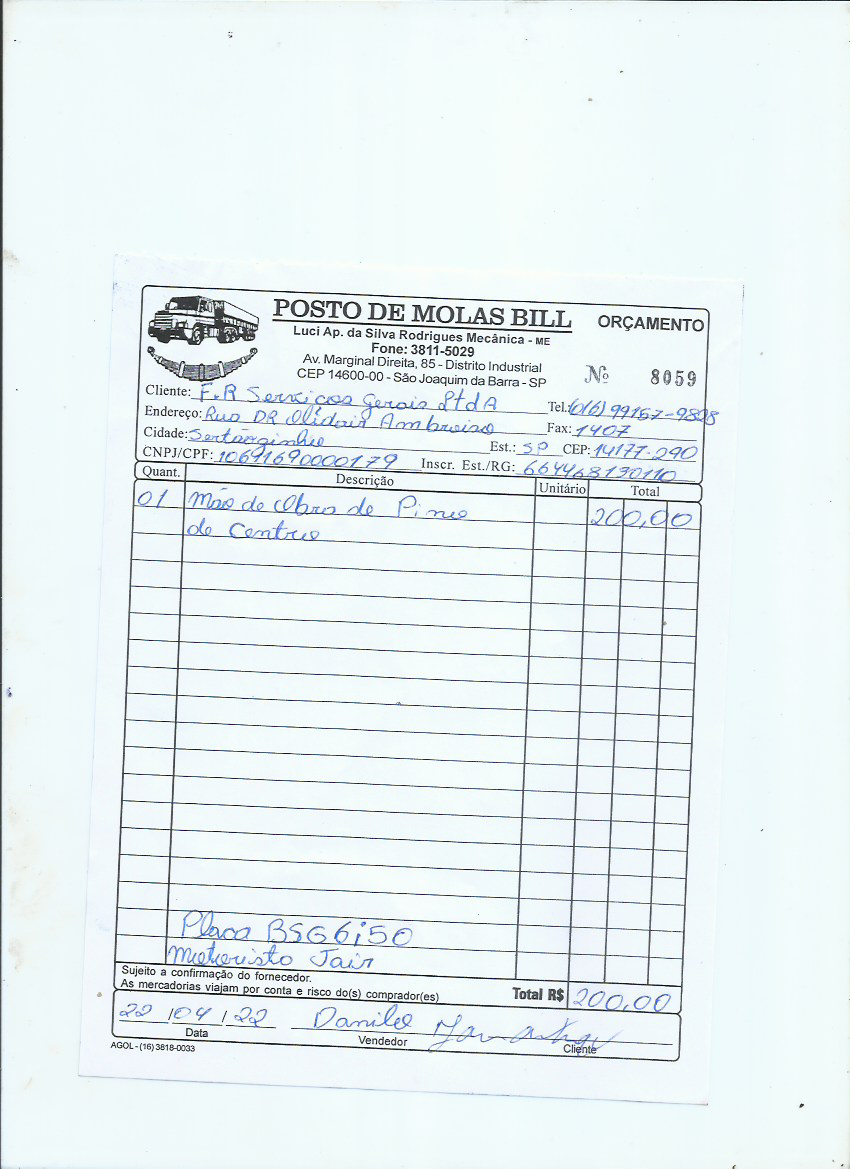 POSTO DE MOLAS BILL
ORÇAMENTO
Luci Ap. da Silva Rodrigues Mecânica - ME
Fone: 3811-5029
Av. Marginal Direita, 85 - Distrito Industrial
CEP 14600-00 - São Joaquim da Barra - SP
Nº 8059
Cliente: F.R Serviços Gerais LtdA Tel.: (016) 99157-9808
Endereço: Rua DR Olidair Ambrosio Fax: 1407
Cidade: Sertãozinho Est.: SP CEP: 14177-290
CNPJ/CPF: 10691690000179 Inscr. Est./RG: 664468130110
Quant. Descrição Unitário Total
01 Mão de Obra de Pino 200,00
de Centro
Placa BSG6i50
Motoristo Jair
Sujeito a confirmação do fornecedor.
As mercadorias viajam por conta e risco do(s) comprador(es) Total R$ 200,00
22 / 04 / 22 Danilo
Data Vendedor Cliente
AGOL - (16) 3818-0033